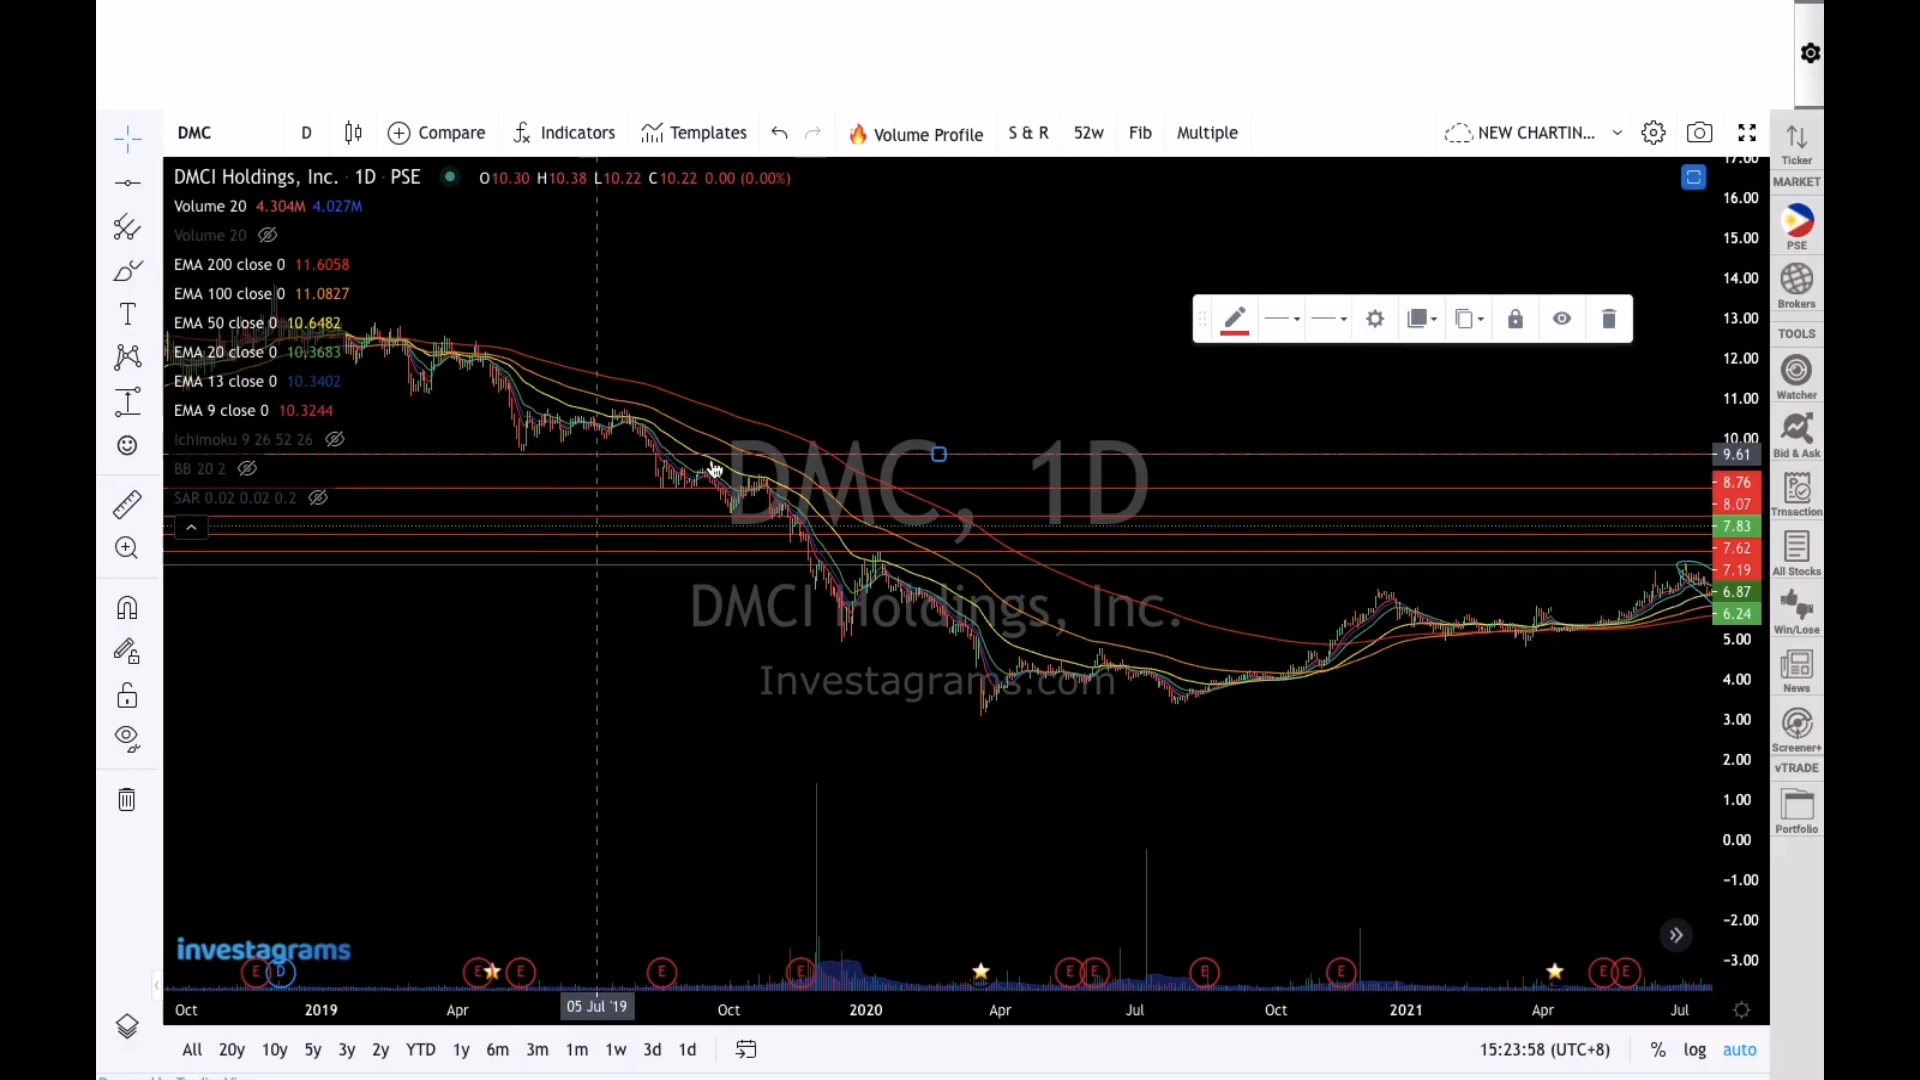 DMC D Compare Indicators Templates Volume Profile S & R 52w Fib Multiple NEW CHARTIN...
DMCI Holdings, Inc. · 1D · PSE O10.30 H10.38 L10.22 C10.22 0.00 (0.00%)
Volume 20 4.304M 4.027M
Volume 20
EMA 200 close 0 11.6058
EMA 100 close 0 11.0827
EMA 50 close 0 10.6482
EMA 20 close 0 10.3683
EMA 13 close 0 10.3402
EMA 9 close 0 10.3244
Ichimoku 9 26 52 26
BB 20 2
SAR 0.02 0.02 0.2
DMC, 1D
DMCI Holdings, Inc.
Investagrams.com
17.00
16.00
15.00
14.00
13.00
12.00
11.00
10.00
9.61
8.76
8.07
7.83
7.62
7.19
6.87
6.24
5.00
4.00
3.00
2.00
1.00
0.00
−1.00
−2.00
−3.00
investagrams
E D E E E E E E E E E E
Oct 2019 Apr 05 Jul '19 Oct 2020 Apr Jul Oct 2021 Apr Jul
All 20y 10y 5y 3y 2y YTD 1y 6m 3m 1m 1w 3d 1d 15:23:58 (UTC+8) % log auto
Ticker
MARKET
PSE
Brokers
TOOLS
Watcher
Bid & Ask
Trnsaction
All Stocks
Win/Lose
News
Screener+
vTRADE
Portfolio